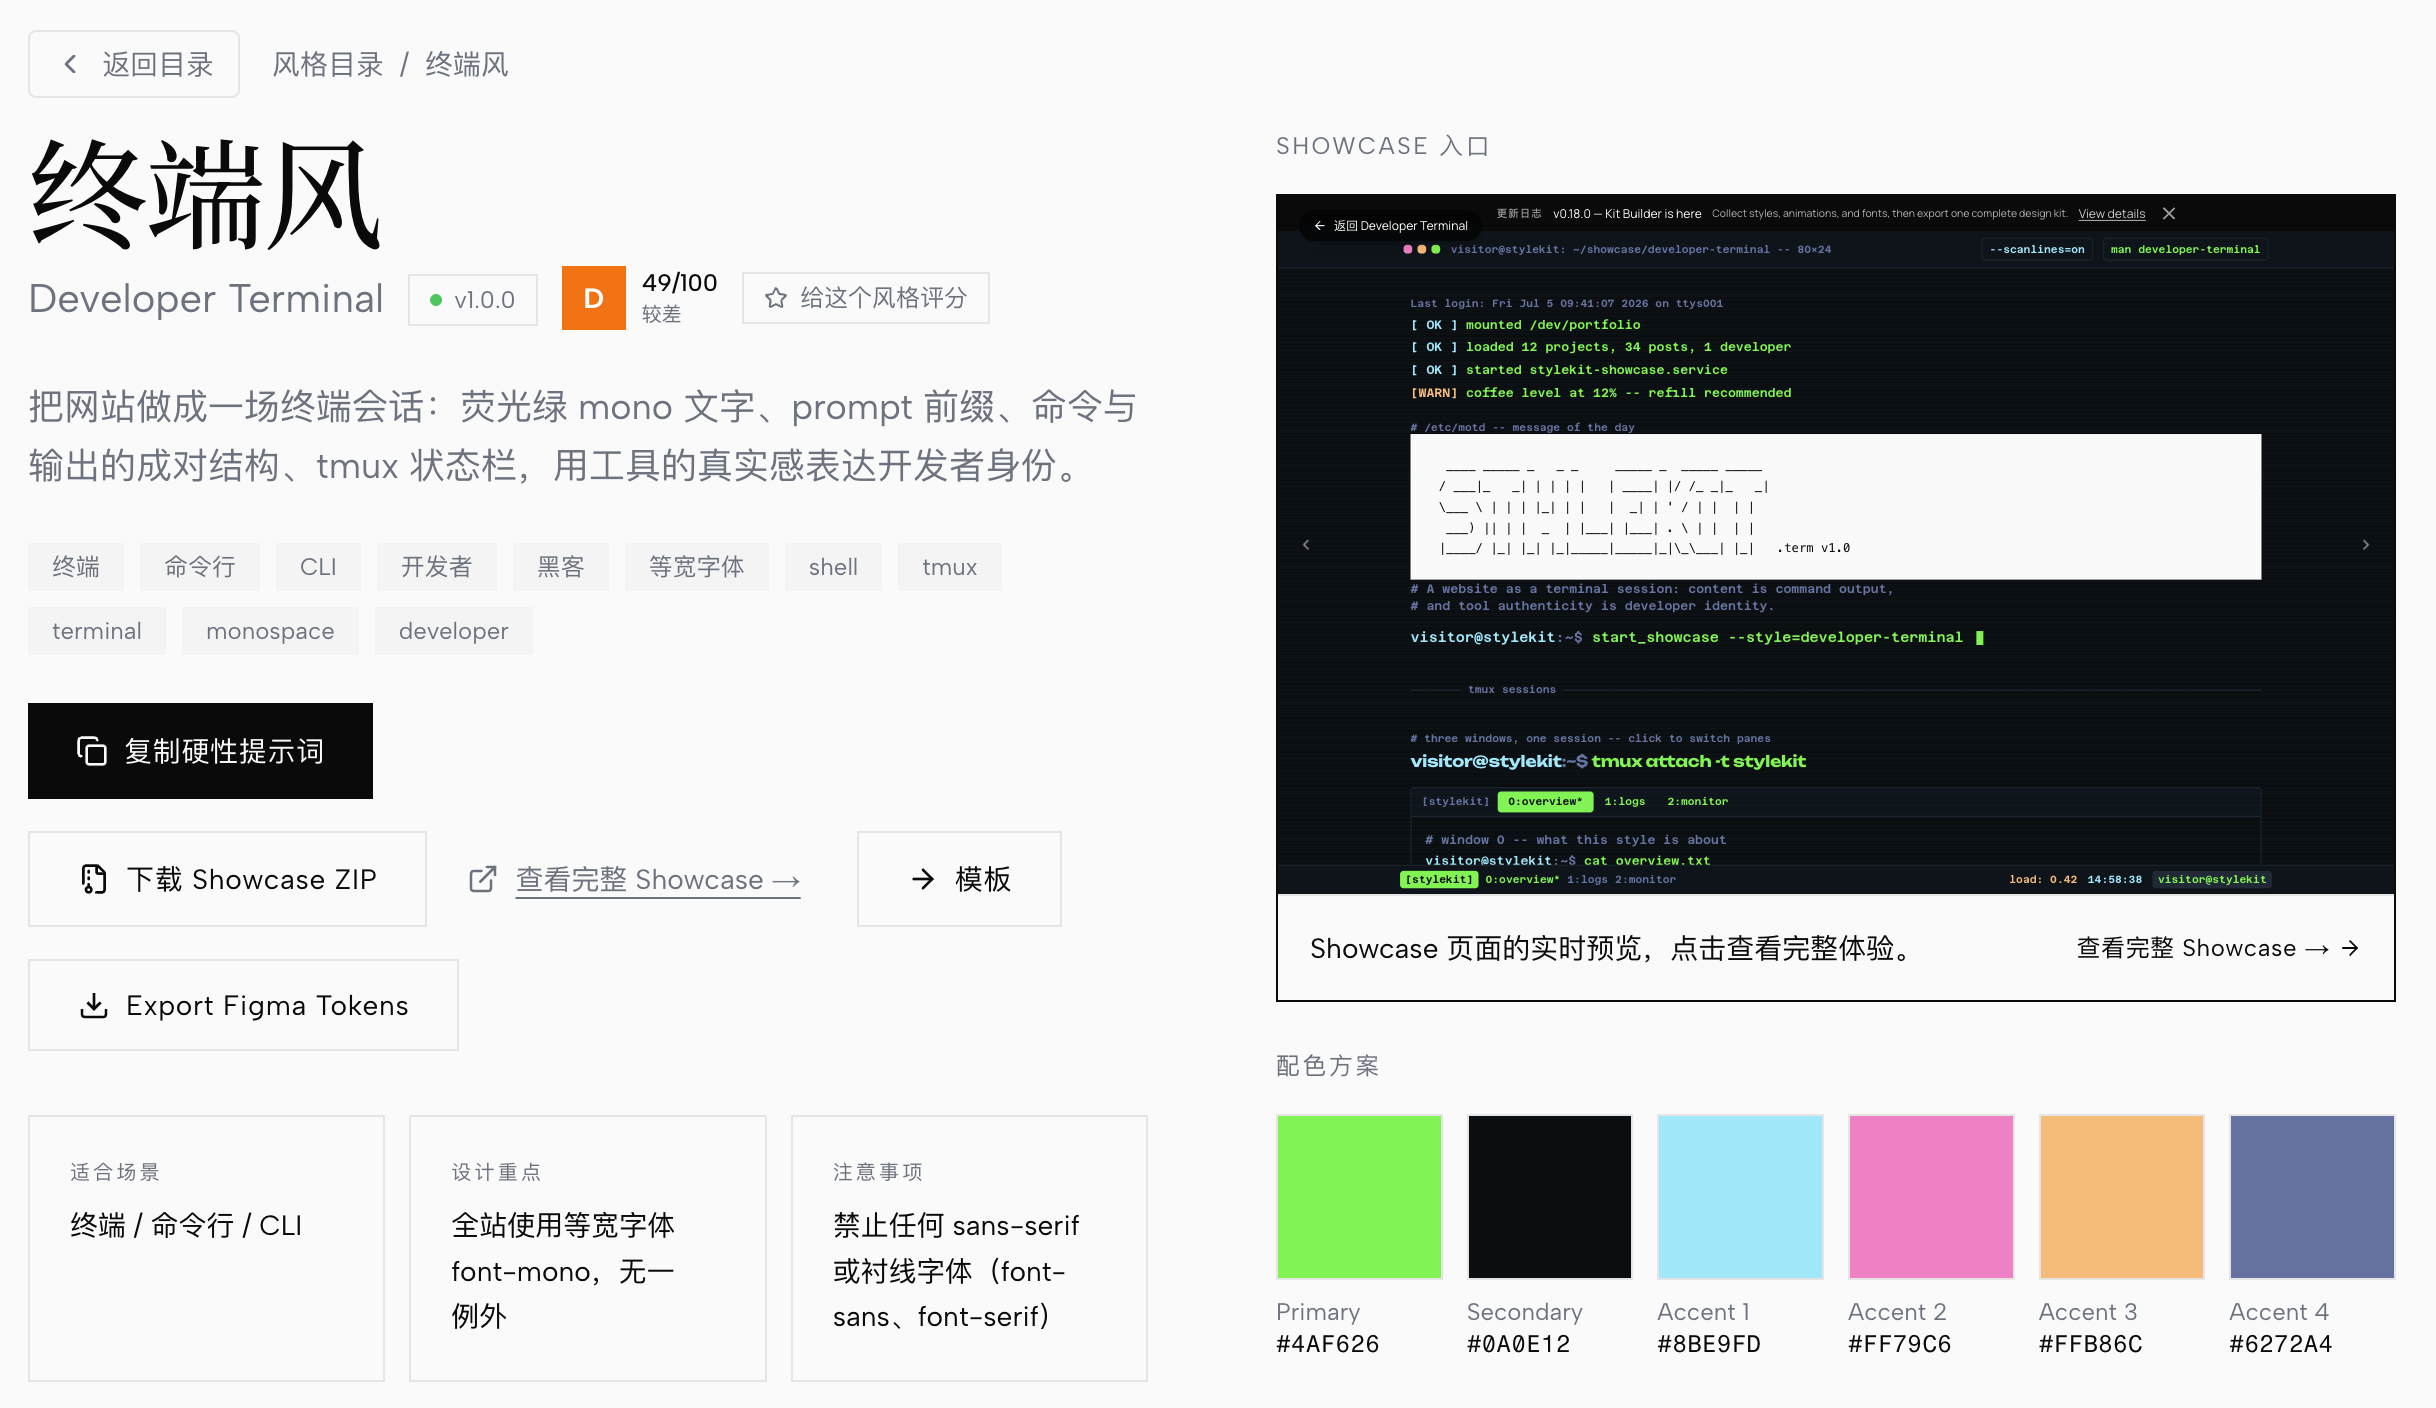 返回目录
风格目录 / 终端风
终端风
Developer Terminal
v1.0.0
D
49/100
较差
给这个风格评分
把网站做成一场终端会话：荧光绿 mono 文字、prompt 前缀、命令与
输出的成对结构、tmux 状态栏，用工具的真实感表达开发者身份。
终端 命令行 CLI 开发者 黑客 等宽字体 shell tmux
terminal monospace developer
复制硬性提示词
下载 Showcase ZIP
查看完整 Showcase →
模板
Export Figma Tokens
适合场景
终端 / 命令行 / CLI
设计重点
全站使用等宽字体
font-mono，无一
例外
注意事项
禁止任何 sans-serif
或衬线字体（font-
sans、font-serif）
SHOWCASE 入口
更新日志 v0.18.0 — Kit Builder is here Collect styles, animations, and fonts, then export one complete design kit. View details
返回 Developer Terminal
visitor@stylekit: ~/showcase/developer-terminal -- 80×24
--scanlines=on
man developer-terminal
Last login: Fri Jul 5 09:41:07 2026 on ttys001
[ OK ] mounted /dev/portfolio
[ OK ] loaded 12 projects, 34 posts, 1 developer
[ OK ] started stylekit-showcase.service
[WARN] coffee level at 12% -- refill recommended
# /etc/motd -- message of the day
.term v1.0
# A website as a terminal session: content is command output,
# and tool authenticity is developer identity.
visitor@stylekit:~$ start_showcase --style=developer-terminal
tmux sessions
# three windows, one session -- click to switch panes
visitor@stylekit:~$ tmux attach -t stylekit
[stylekit] 0:overview* 1:logs 2:monitor
# window 0 -- what this style is about
visitor@stylekit:~$ cat overview.txt
[stylekit] 0:overview* 1:logs 2:monitor
load: 0.42 14:58:38 visitor@stylekit
Showcase 页面的实时预览，点击查看完整体验。
查看完整 Showcase → →
配色方案
Primary
#4AF626
Secondary
#0A0E12
Accent 1
#8BE9FD
Accent 2
#FF79C6
Accent 3
#FFB86C
Accent 4
#6272A4